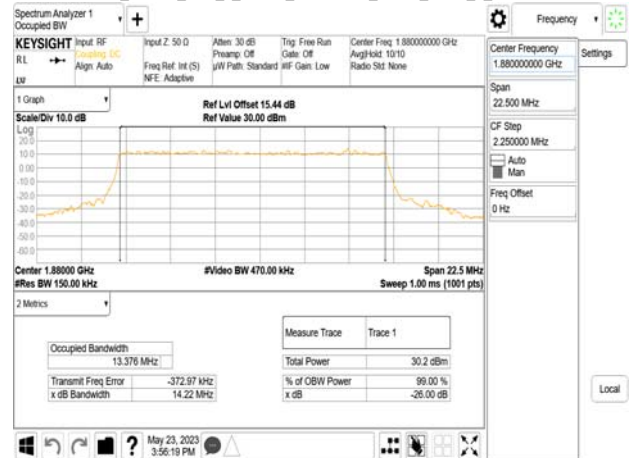 Spectrum Analyzer 1
Occupied BW
Frequency
KEYSIGHT
Input: RF
Coupling: DC
Align: Auto
Input Z: 50 Ω
Freq Ref: Int (S)
NFE: Adaptive
Atten: 30 dB
Preamp: Off
µW Path: Standard
Trig: Free Run
Gate: Off
#IF Gain: Low
Center Freq: 1.880000000 GHz
Avg|Hold: 10/10
Radio Std: None
RL
Center Frequency
1.880000000 GHz
Settings
Span
22.500 MHz
CF Step
2.250000 MHz
Auto
Man
Freq Offset
0 Hz
1 Graph
Scale/Div 10.0 dB
Ref Lvl Offset 15.44 dB
Ref Value 30.00 dBm
Log
20.0
10.0
0.00
-10.0
-20.0
-30.0
-40.0
-50.0
-60.0
Center 1.88000 GHz
#Video BW 470.00 kHz
Span 22.5 MHz
#Res BW 150.00 kHz
Sweep 1.00 ms (1001 pts)
2 Metrics
Measure Trace Trace 1
Occupied Bandwidth
13.376 MHz
Total Power 30.2 dBm
Transmit Freq Error -372.97 kHz
% of OBW Power 99.00 %
x dB Bandwidth 14.22 MHz
x dB -26.00 dB
Local
May 23, 2023
3:56:19 PM